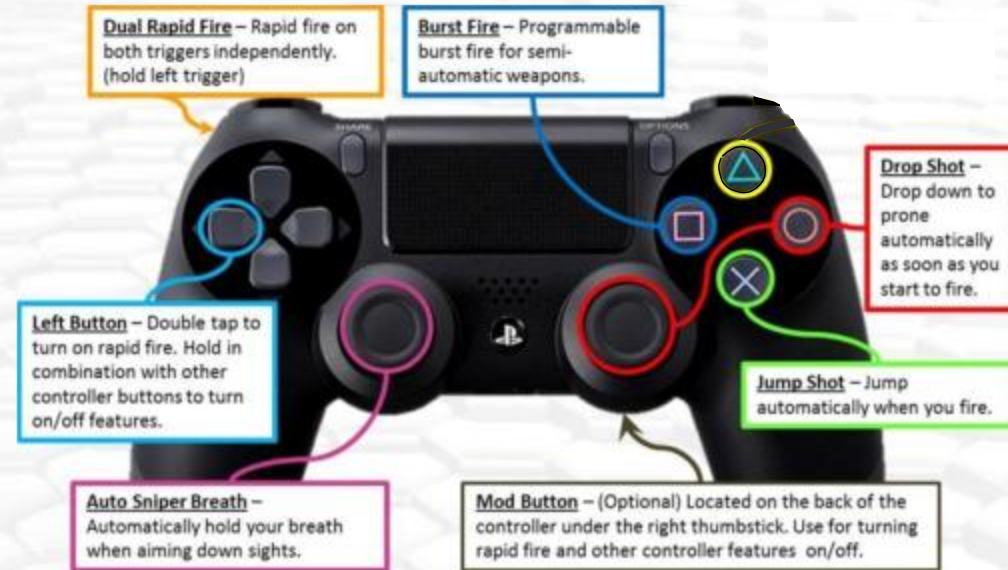 Dual Rapid Fire – Rapid fire on
both triggers independently.
(hold left trigger)
Burst Fire – Programmable
burst fire for semi-
automatic weapons.
SHARE
OPTIONS
Drop Shot –
Drop down to
prone
automatically
as soon as you
start to fire.
Left Button – Double tap to
turn on rapid fire. Hold in
combination with other
controller buttons to turn
on/off features.
Jump Shot – Jump
automatically when you fire.
Auto Sniper Breath –
Automatically hold your breath
when aiming down sights.
Mod Button – (Optional) Located on the back of the
controller under the right thumbstick. Use for turning
rapid fire and other controller features on/off.